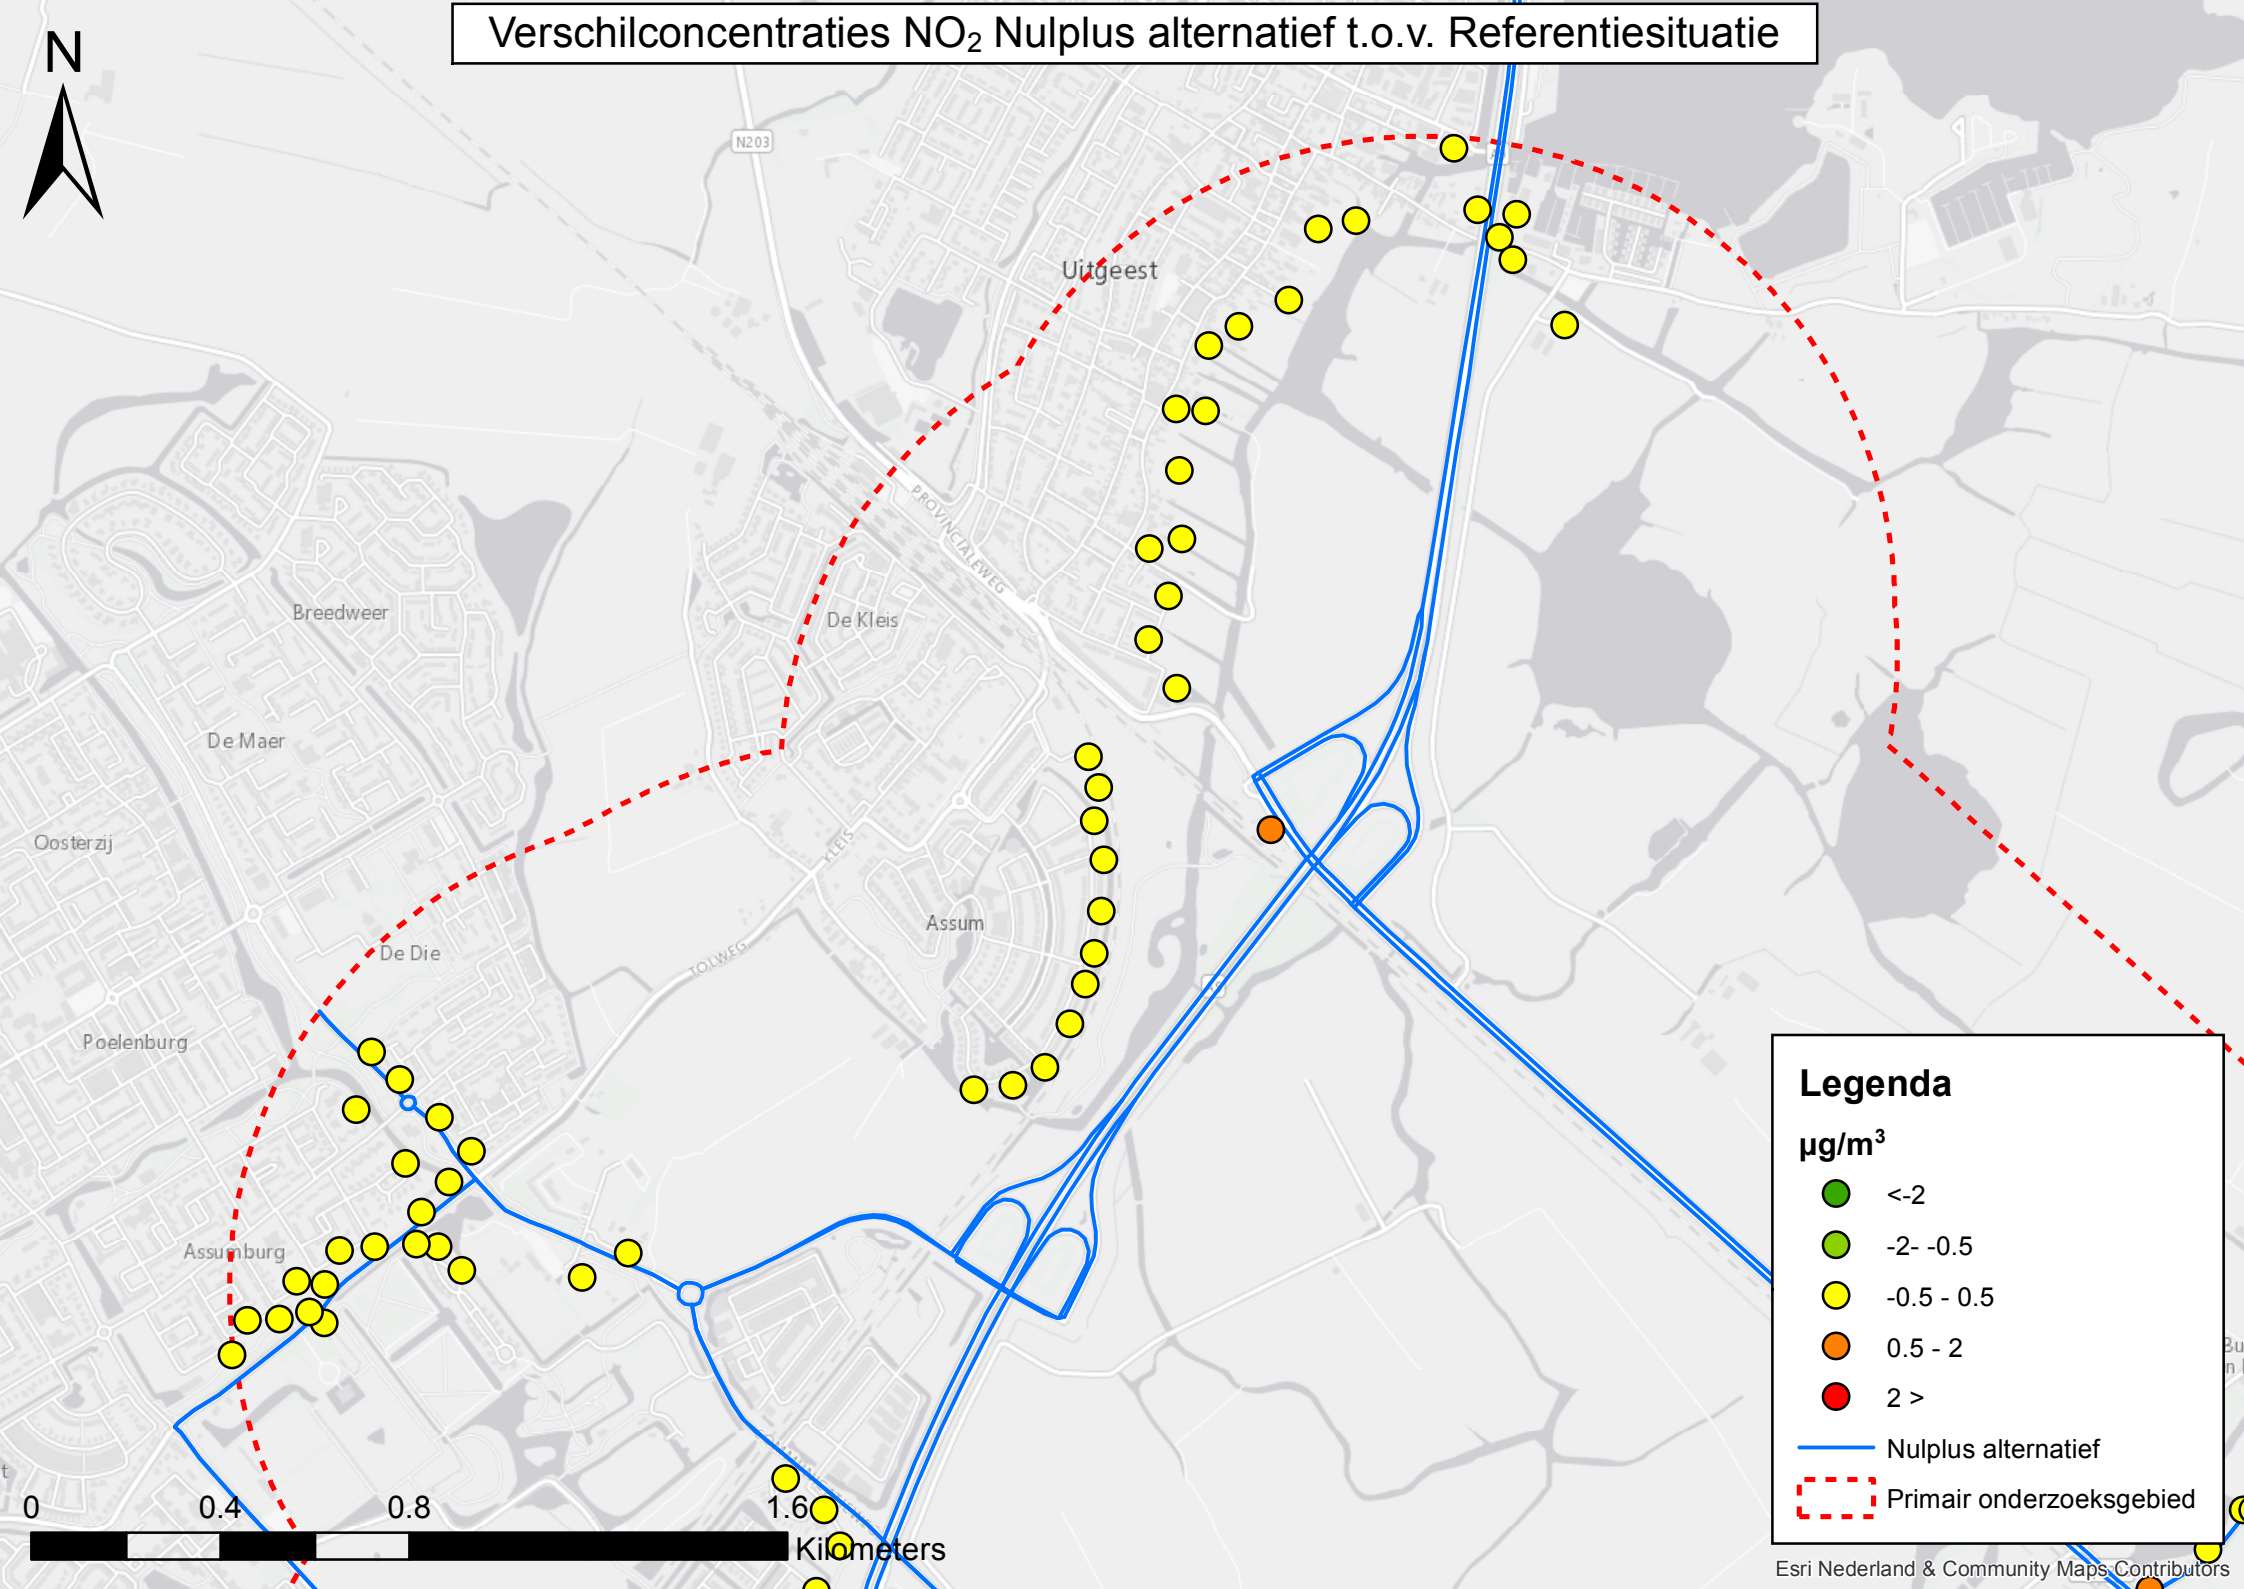 Verschilconcentraties NO₂ Nulplus alternatief t.o.v. Referentiesituatie
N
N203
Uitgeest
PROVINCIALEWEG
Breedweer
De Kleis
De Maer
Oosterzij
KLEIS
Assum
De Die
TOLWEG
Poelenburg
Assumburg
Legenda
µg/m³
<-2
-2- -0.5
-0.5 - 0.5
0.5 - 2
2 >
Nulplus alternatief
Primair onderzoeksgebied
0 0.4 0.8 1.6
Kilometers
Esri Nederland & Community Maps Contributors